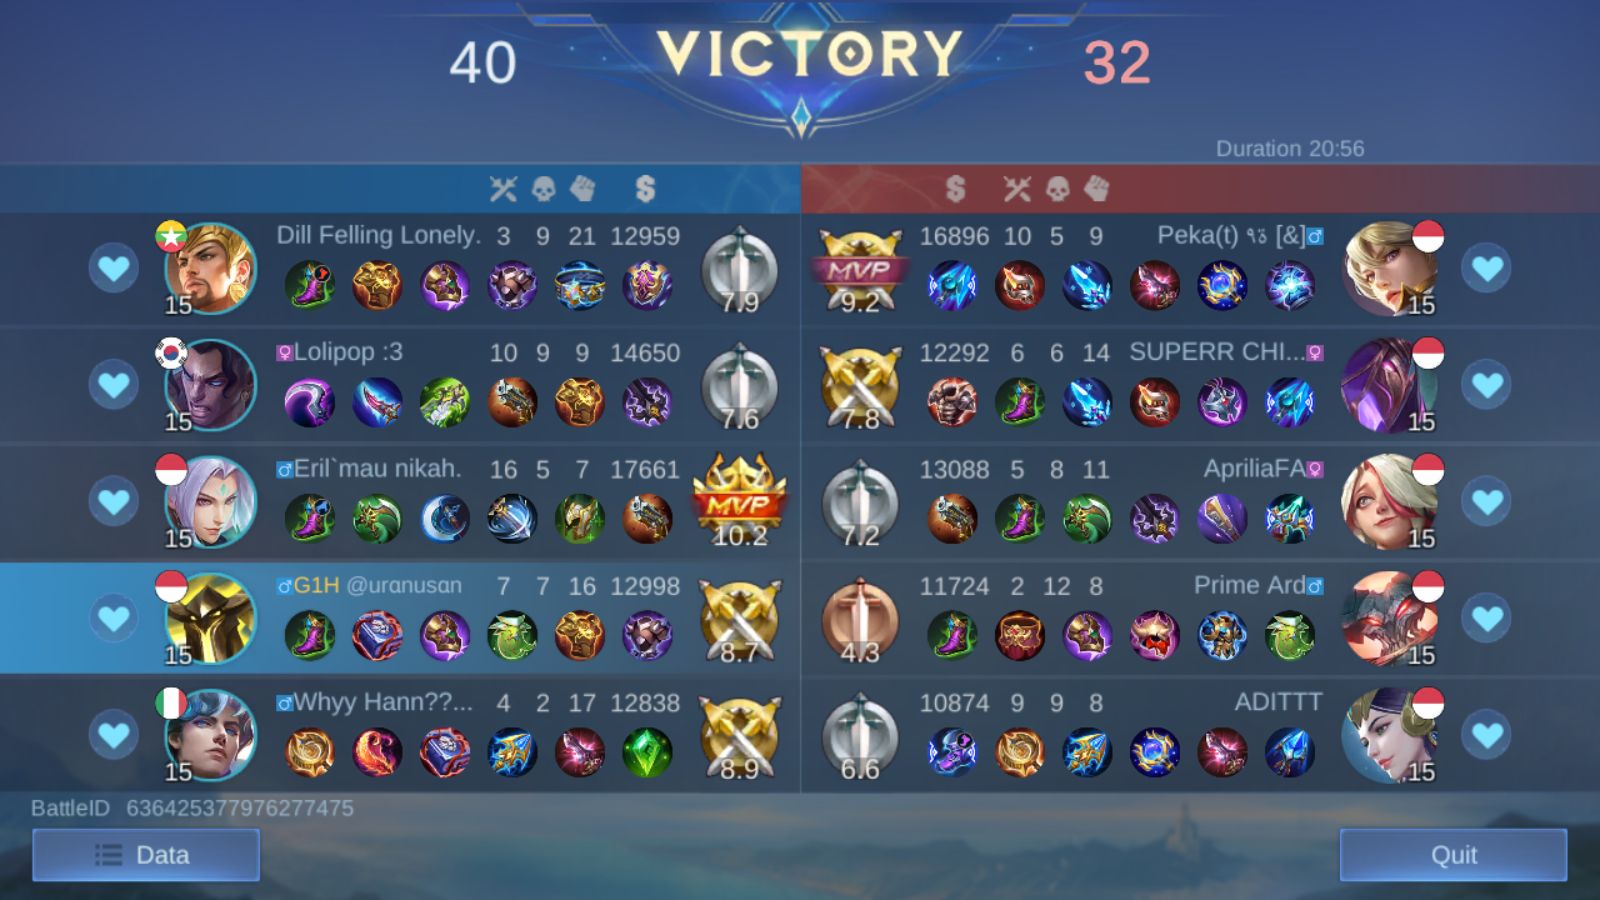 40 VICTORY 32
Duration 20:56
Dill Felling Lonely. 3 9 21 12959
15 7.9
MVP 9.2 16896 10 5 9 Peka(t) [&]
15
Lolipop :3 10 9 9 14650
15 7.6
7.8 12292 6 6 14 SUPERR CHI...
15
Eril`mau nikah. 16 5 7 17661
15 MVP 10.2
7.2 13088 5 8 11 ApriliaFA
15
G1H @uranusan 7 7 16 12998
15 8.7
4.3 11724 2 12 8 Prime Ard
15
Whyy Hann??... 4 2 17 12838
15 8.9
6.6 10874 9 9 8 ADITTT
15
BattleID 636425377976277475
Data
Quit